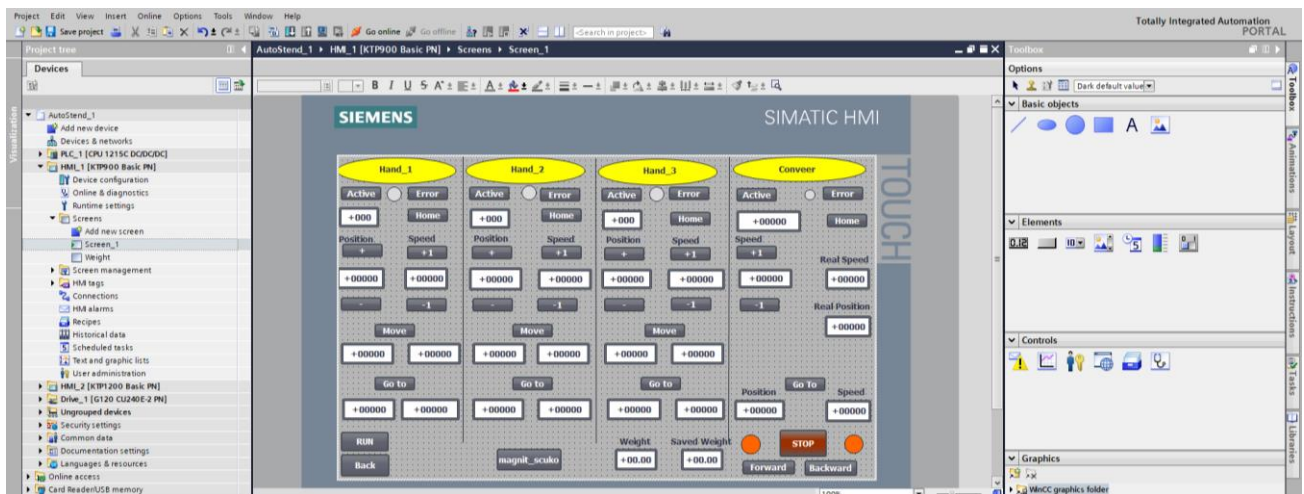 Project Edit View Insert Online Options Tools Window Help
Totally Integrated Automation
PORTAL
Save project
Go online
Go offline
<Search in project>
Project tree
AutoStend_1 ▸ HMI_1 [KTP900 Basic PN] ▸ Screens ▸ Screen_1
Toolbox
Devices
Options
B I U S A
Dark default value
Visualization
AutoStend_1
Add new device
Devices & networks
PLC_1 [CPU 1215C DC/DC/DC]
HMI_1 [KTP900 Basic PN]
Device configuration
Online & diagnostics
Runtime settings
Screens
Add new screen
Screen_1
Weight
Screen management
HMI tags
Connections
HMI alarms
Recipes
Historical data
Scheduled tasks
Text and graphic lists
User administration
HMI_2 [KTP1200 Basic PN]
Drive_1 [G120 CU240E-2 PN]
Ungrouped devices
Security settings
Common data
Documentation settings
Languages & resources
Online access
Card Reader/USB memory
SIEMENS
SIMATIC HMI
TOUCH
Hand_1 Hand_2 Hand_3 Conveer
Active Error Active Error Active Error Active Error
+000 Home +000 Home +000 Home +00000 Home
Position Speed Position Speed Position Speed Speed
+ +1 + +1 + +1 +1
Real Speed
+00000 +00000 +00000 +00000 +00000 +00000 +00000 +00000
- -1 - -1 - -1 -1 Real Position
+00000
Move Move Move
+00000 +00000 +00000 +00000 +00000 +00000
Go to Go to Go to Go To
Position Speed
+00000 +00000 +00000 +00000 +00000 +00000 +00000 +00000
RUN Weight Saved Weight STOP
Back magnit_scuko +00.00 +00.00 Forward Backward
100%
Basic objects
A
Elements
0.12 10 5
Controls
Graphics
WinCC graphics folder
Toolbox
Animations
Layout
Instructions
Tasks
Libraries